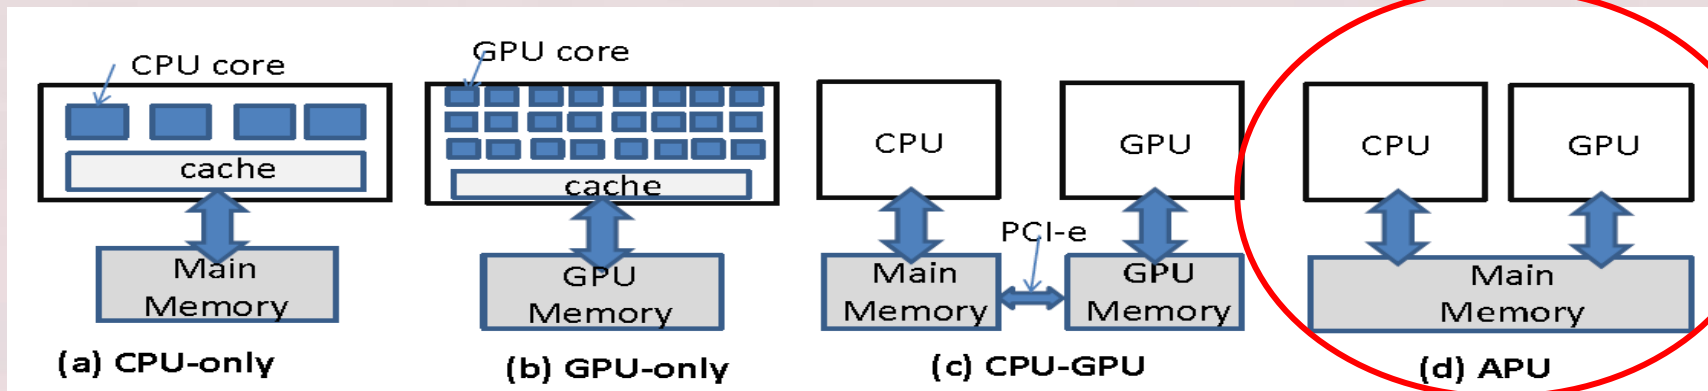 CPU core
cache
Main
Memory
(a) CPU-only
GPU core
cache
GPU
Memory
(b) GPU-only
CPU
GPU
PCI-e
Main
Memory
GPU
Memory
(c) CPU-GPU
CPU
GPU
Main
Memory
(d) APU